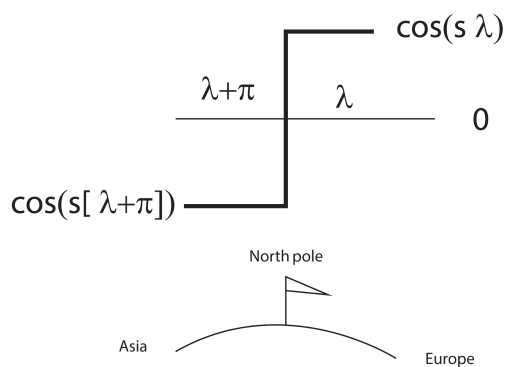 cos(s λ)
λ+π
λ
0
cos(s[ λ+π])
North pole
Asia
Europe